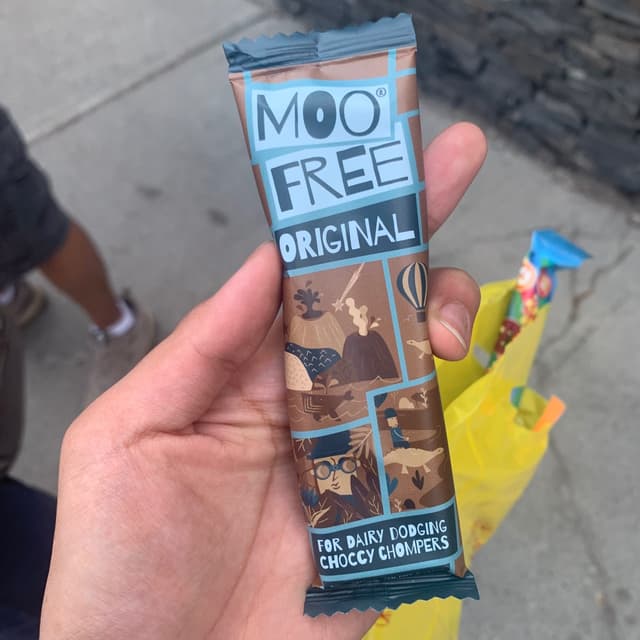 MOO®
FREE
ORIGINAL
FOR DAIRY DODGING
CHOCCY CHOMPERS